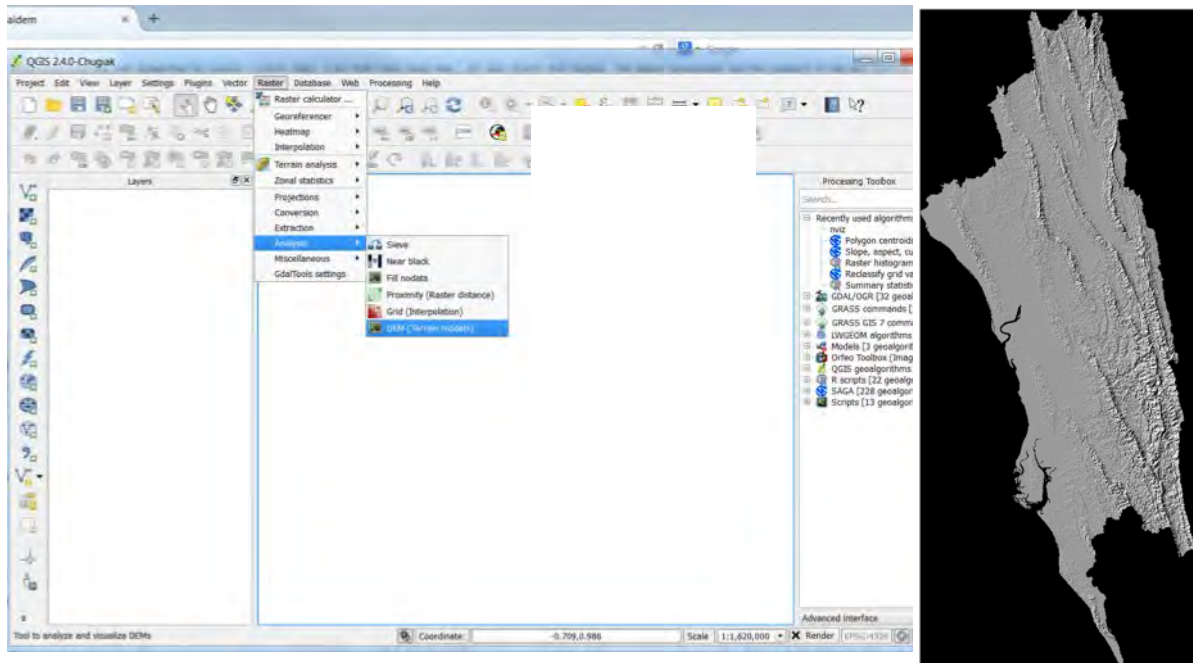 aidem
QGIS 2.4.0-Chugiak
Project Edit View Layer Settings Plugins Vector Raster Database Web Processing Help
Raster calculator ...
Georeferencer
Heatmap
Interpolation
Terrain analysis
Zonal statistics
Projections
Conversion
Extraction
Analysis
Miscellaneous
GdalTools settings
Sieve
Near black
Fill nodata
Proximity (Raster distance)
Grid (Interpolation)
DEM (Terrain models)
Layers
Processing Toolbox
Search...
Recently used algorithms
nviz
Polygon centroids
Slope, aspect, cu
Raster histogram
Reclassify grid va
Summary statisti
GDAL/OGR [32 geoal
GRASS commands [
GRASS GIS 7 comm
LWGEOM algorithms
Models [3 geoalgorit
Orfeo Toolbox (Imag
QGIS geoalgorithms
R scripts [22 geoalg
SAGA [228 geoalgor
Scripts [13 geoalgor
Advanced interface
Tool to analyze and visualize DEMs
Coordinate:
-0.709,0.986
Scale
1:1,620,000
Render
EPSG:4326